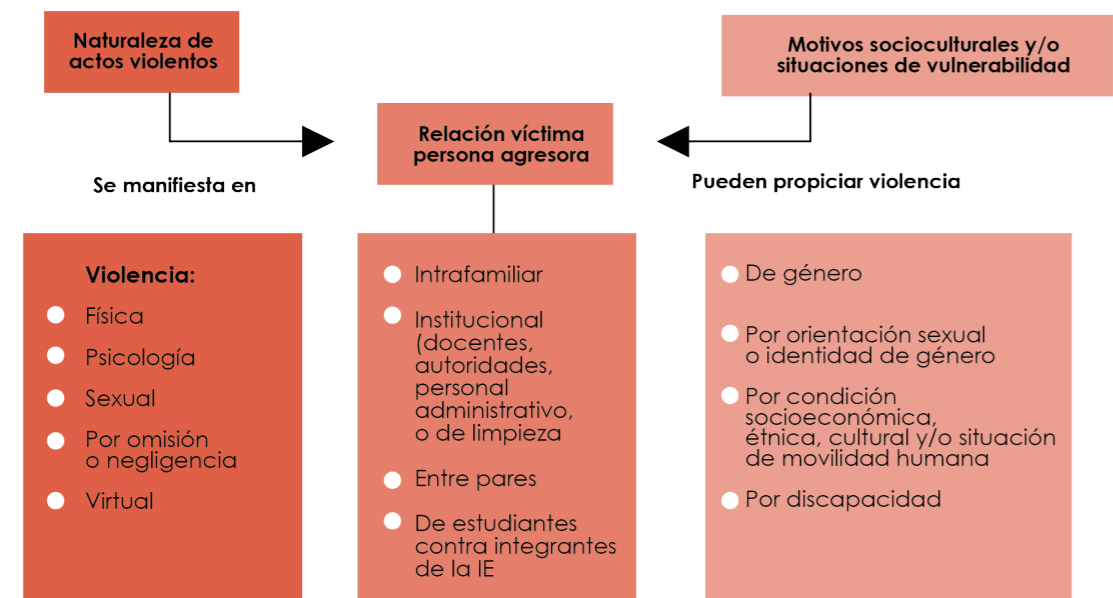 Naturaleza de
actos violentos
Motivos socioculturales y/o
situaciones de vulnerabilidad
Relación víctima
persona agresora
Se manifiesta en
Pueden propiciar violencia
Violencia:
Física
Psicología
Sexual
Por omisión
o negligencia
Virtual
Intrafamiliar
Institucional
(docentes,
autoridades,
personal
administrativo,
o de limpieza
Entre pares
De estudiantes
contra integrantes
de la IE
De género
Por orientación sexual
o identidad de género
Por condición
socioeconómica,
étnica, cultural y/o situación
de movilidad humana
Por discapacidad